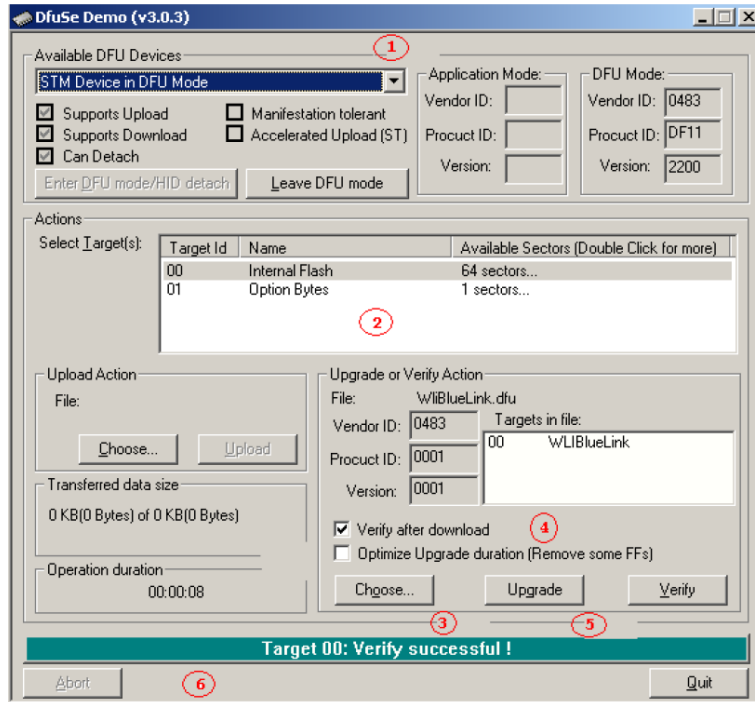 DfuSe Demo (v3.0.3)
1
Available DFU Devices
STM Device in DFU Mode
Supports Upload
Manifestation tolerant
Supports Download
Accelerated Upload (ST)
Can Detach
Enter DFU mode/HID detach
Leave DFU mode
Application Mode:
Vendor ID:
Procuct ID:
Version:
DFU Mode:
Vendor ID: 0483
Procuct ID: DF11
Version: 2200
Actions
Select Target(s):
Target Id Name Available Sectors (Double Click for more)
00 Internal Flash 64 sectors...
01 Option Bytes 1 sectors...
2
Upload Action
File:
Choose...
Upload
Transferred data size
0 KB(0 Bytes) of 0 KB(0 Bytes)
Operation duration
00:00:08
Upgrade or Verify Action
File: WliBlueLink.dfu
Vendor ID: 0483
Procuct ID: 0001
Version: 0001
Targets in file:
00 WLIBlueLink
Verify after download
4
Optimize Upgrade duration (Remove some FFs)
Choose...
Upgrade
Verify
3
5
Target 00: Verify successful !
Abort
6
Quit